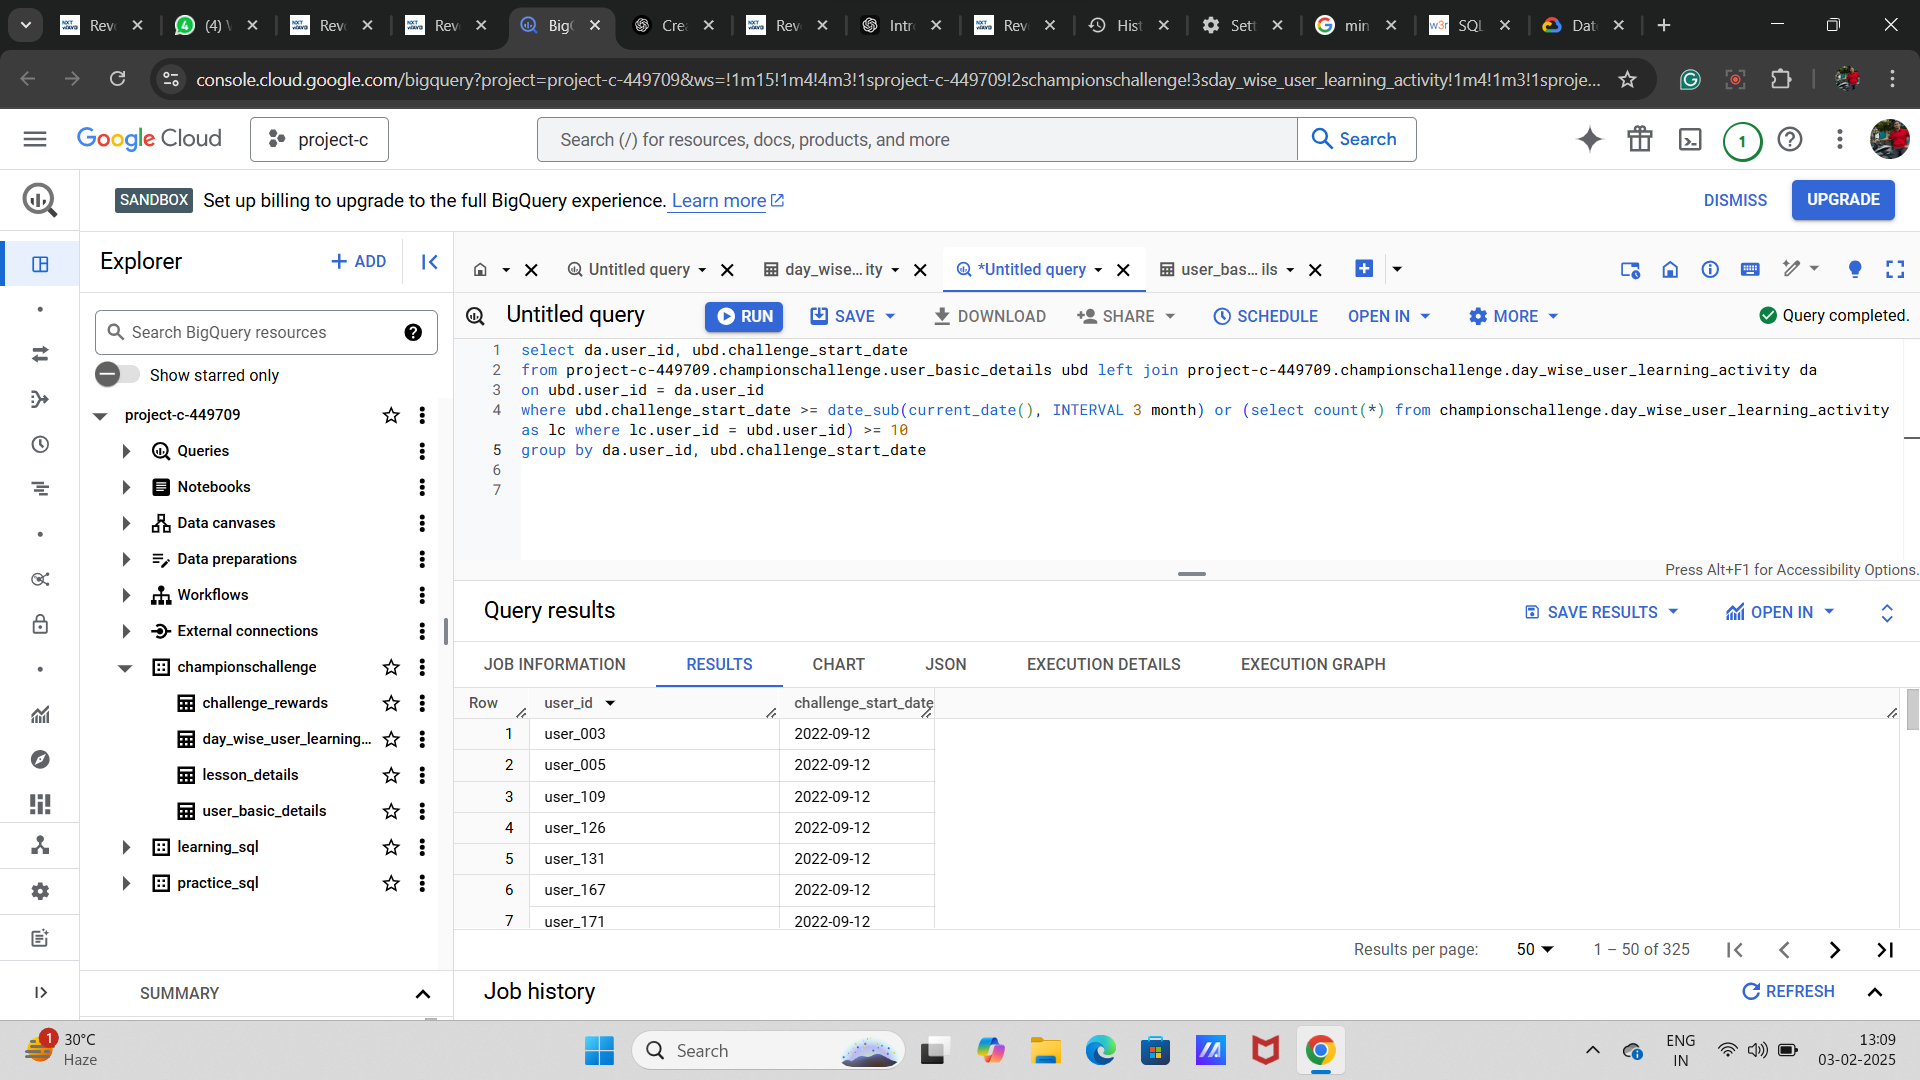 Rev
(4) V
Rev
Rev
Big
Crea
Rev
Intr
Rev
Hist
Sett
min
SQL
Dat
console.cloud.google.com/bigquery?project=project-c-449709&ws=!1m15!1m4!4m3!1sproject-c-449709!2schampionschallenge!3sday_wise_user_learning_activity!1m4!1m3!1sproje...
Google Cloud
project-c
Search (/) for resources, docs, products, and more
Search
1
SANDBOX Set up billing to upgrade to the full BigQuery experience. Learn more
DISMISS
UPGRADE
Explorer
+ ADD
Untitled query
day_wise...ity
*Untitled query
user_bas... ils
Search BigQuery resources
Show starred only
project-c-449709
Queries
Notebooks
Data canvases
Data preparations
Workflows
External connections
championschallenge
challenge_rewards
day_wise_user_learning...
lesson_details
user_basic_details
learning_sql
practice_sql
SUMMARY
Untitled query
RUN
SAVE
DOWNLOAD
SHARE
SCHEDULE
OPEN IN
MORE
Query completed.
1 select da.user_id, ubd.challenge_start_date
2 from project-c-449709.championschallenge.user_basic_details ubd left join project-c-449709.championschallenge.day_wise_user_learning_activity da
3 on ubd.user_id = da.user_id
4 where ubd.challenge_start_date >= date_sub(current_date(), INTERVAL 3 month) or (select count(*) from championschallenge.day_wise_user_learning_activity
as lc where lc.user_id = ubd.user_id) >= 10
5 group by da.user_id, ubd.challenge_start_date
6
7
Press Alt+F1 for Accessibility Options.
Query results
SAVE RESULTS
OPEN IN
JOB INFORMATION
RESULTS
CHART
JSON
EXECUTION DETAILS
EXECUTION GRAPH
Row user_id challenge_start_date
1 user_003 2022-09-12
2 user_005 2022-09-12
3 user_109 2022-09-12
4 user_126 2022-09-12
5 user_131 2022-09-12
6 user_167 2022-09-12
7 user_171 2022-09-12
Results per page: 50 1 – 50 of 325
Job history
REFRESH
1
30°C
Haze
Search
ENG
IN
13:09
03-02-2025